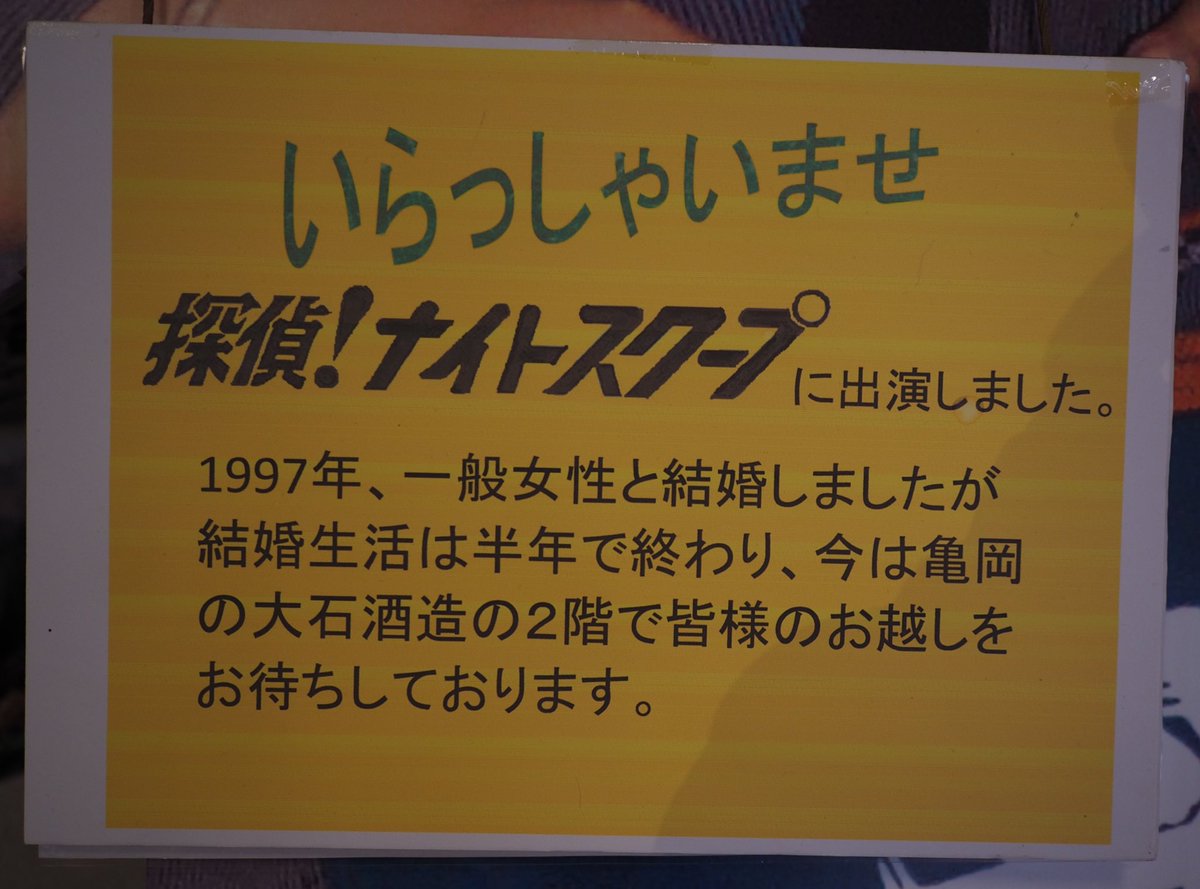 いらっしゃいませ
探偵!ナイトスクープに出演しました。
1997年、一般女性と結婚しましたが
結婚生活は半年で終わり、今は亀岡
の大石酒造の２階で皆様のお越しを
お待ちしております。